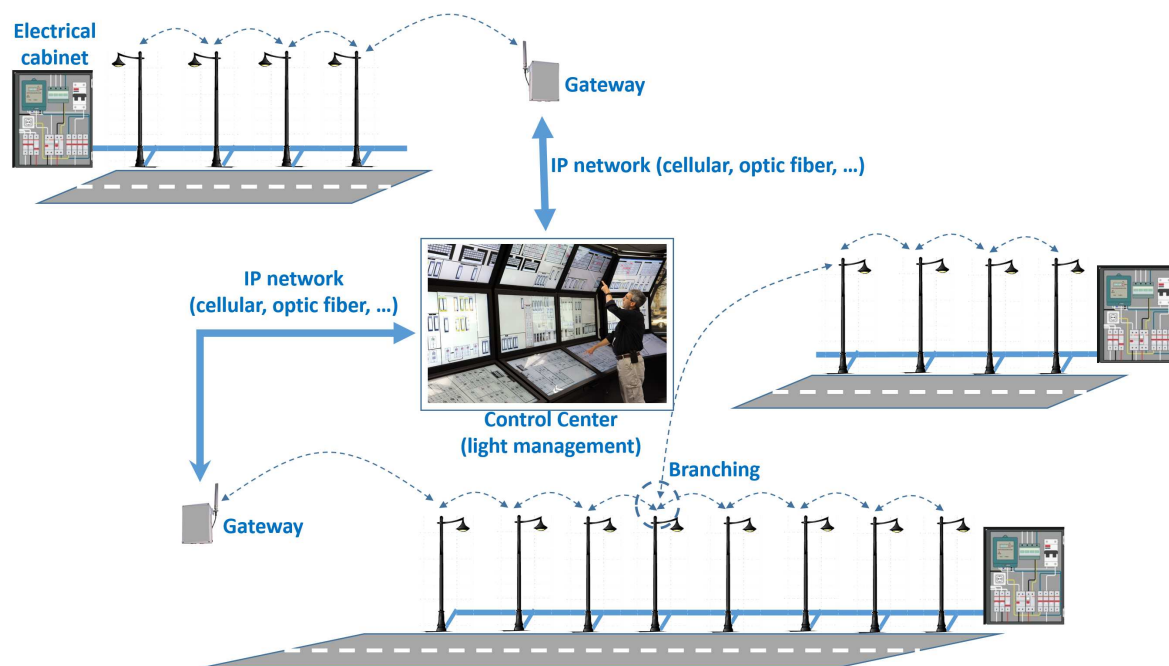 Electrical
cabinet
Gateway
IP network (cellular, optic fiber, ...)
IP network
(cellular, optic fiber, ...)
Control Center
(light management)
Branching
Gateway